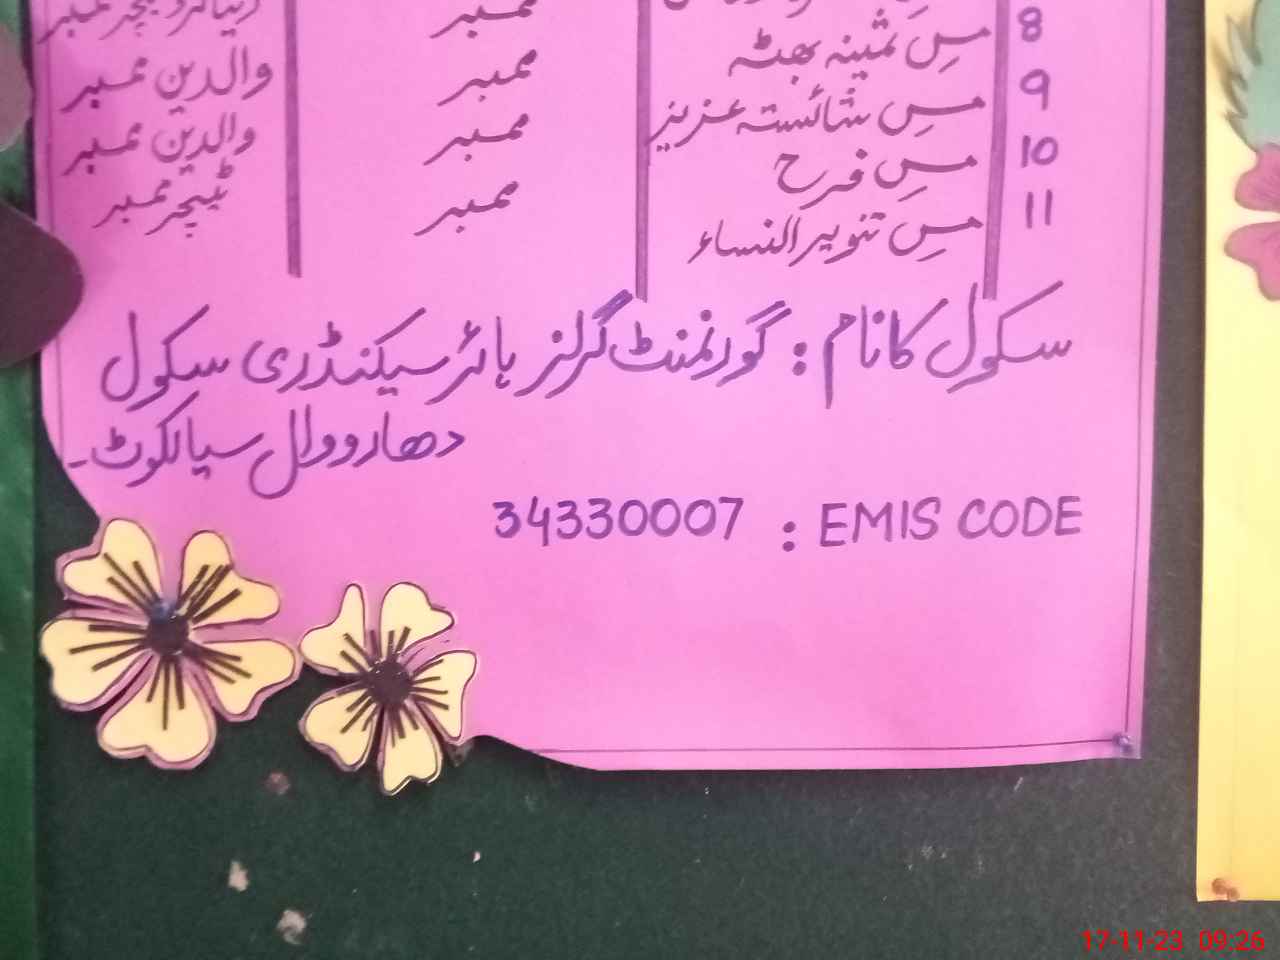 ممبر
8 مس ثمینہ بھٹہ ممبر والدین ممبر
9 مس شائستہ عزیز ممبر والدین ممبر
10 مس فرح ممبر ٹیچر ممبر
11 مس تنویر النساء
سکول کا نام : گورنمنٹ گرلز ہائر سیکنڈری سکول
دھارووال سیالکوٹ۔
34330007 : EMIS CODE
17-11-23 09:26